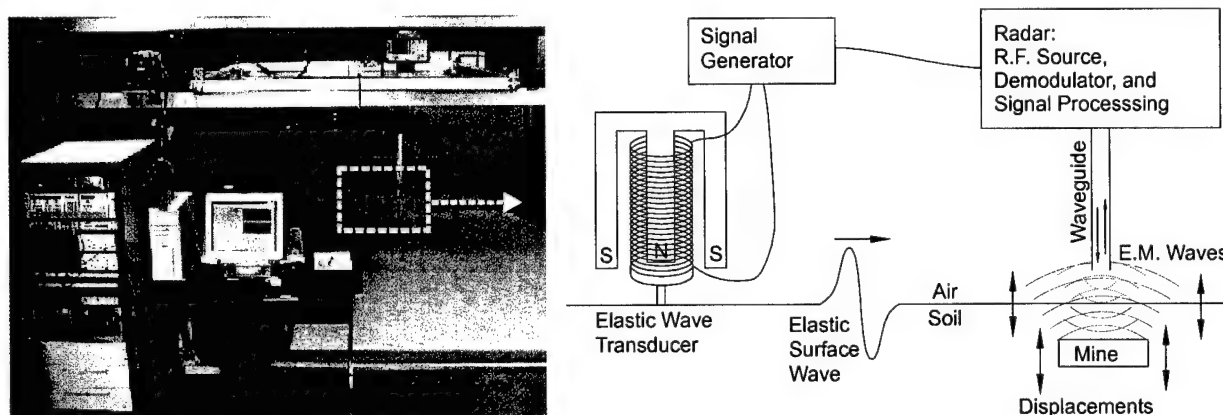 Signal
Generator
Radar:
R.F. Source,
Demodulator, and
Signal Processsing
Waveguide
S
N
S
E.M. Waves
Air
Soil
Elastic Wave
Transducer
Elastic
Surface
Wave
Mine
Displacements